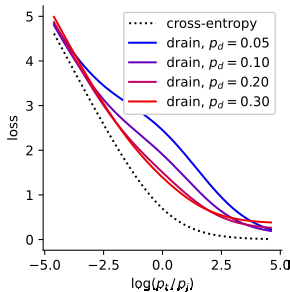 cross-entropy
drain, p_d = 0.05
drain, p_d = 0.10
drain, p_d = 0.20
drain, p_d = 0.30
5
4
3
2
1
0
loss
−5.0 −2.5 0.0 2.5 5.0
log(p_t/p_j)